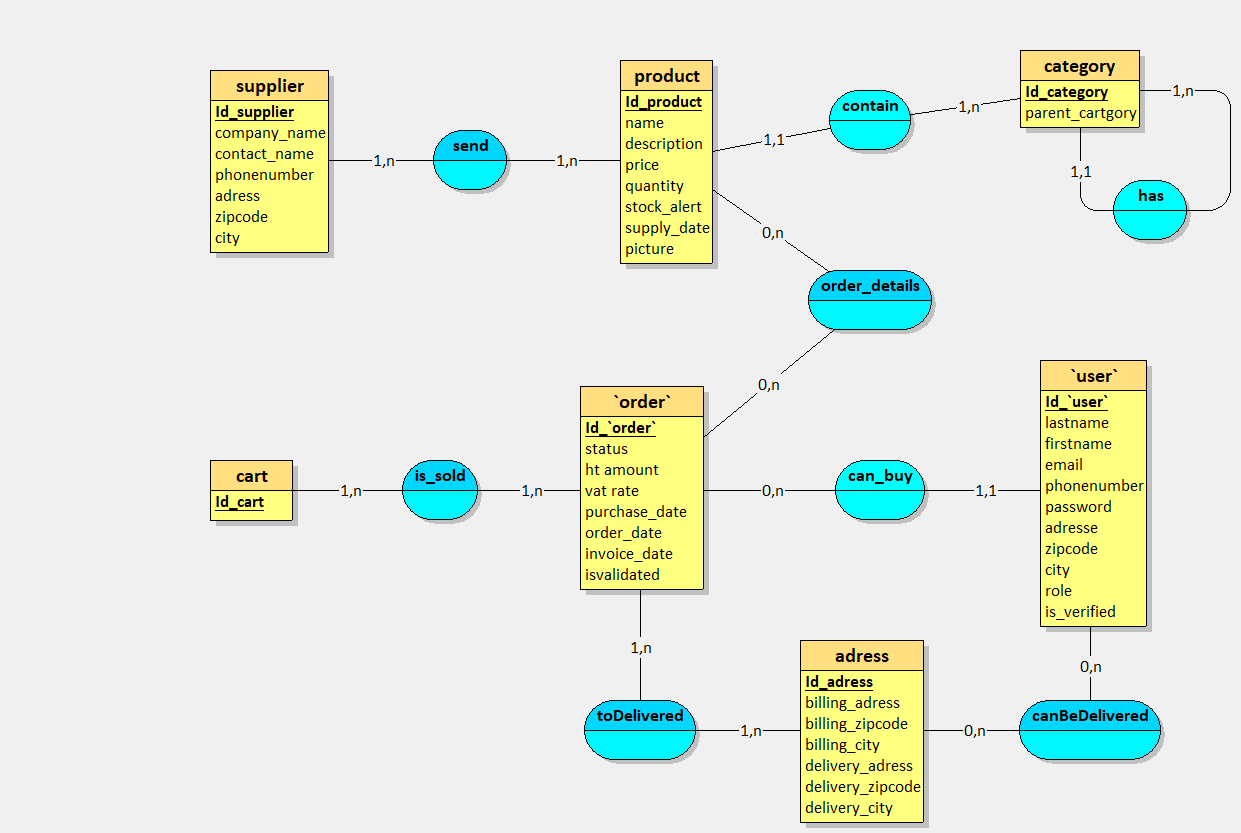 supplier
Id_supplier
company_name
contact_name
phonenumber
adress
zipcode
city
1,n
send
1,n
product
Id_product
name
description
price
quantity
stock_alert
supply_date
picture
1,1
contain
1,n
category
Id_category
parent_cartgory
1,n
1,1
has
0,n
order_details
0,n
cart
Id_cart
1,n
is_sold
1,n
`order`
Id_`order`
status
ht amount
vat rate
purchase_date
order_date
invoice_date
isvalidated
0,n
can_buy
1,1
`user`
Id_`user`
lastname
firstname
email
phonenumber
password
adresse
zipcode
city
role
is_verified
1,n
toDelivered
1,n
adress
Id_adress
billing_adress
billing_zipcode
billing_city
delivery_adress
delivery_zipcode
delivery_city
0,n
canBeDelivered
0,n